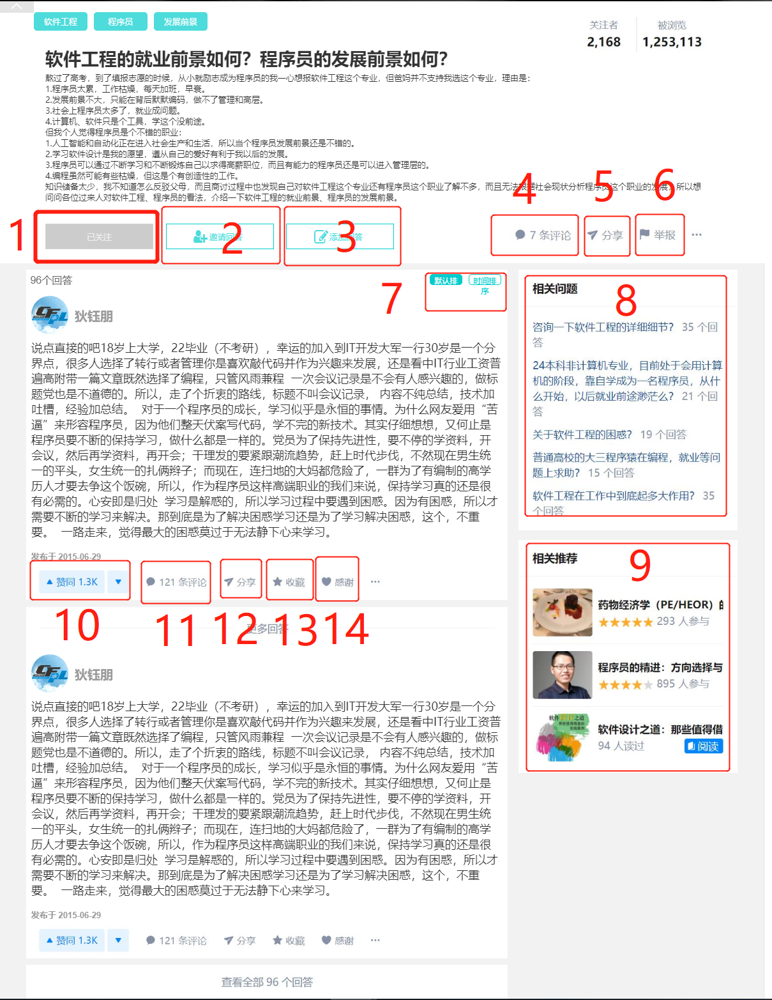 软件工程 程序员 发展前景
关注者 被浏览
2,168 1,253,113
软件工程的就业前景如何？程序员的发展前景如何？
熬过了高考，到了填报志愿的时候，从小就励志成为程序员的我一心想报软件工程这个专业，但爸妈并不支持我选这个专业，理由是：
1.程序员太累，工作枯燥，每天加班，早衰。
2.发展前景不大，只能在背后默默编码，做不了管理和高层。
3.社会上程序员太多了，就业成问题。
4.计算机、软件只是个工具，学这个没前途。
但我个人觉得程序员是个不错的职业：
1.人工智能和自动化正在进入社会生产和生活，所以当个程序员发展前景还是不错的。
2.学习软件设计是我的愿望，遵从自己的爱好有利于我以后的发展。
3.程序员可以通过不断学习和不断锻炼自己以求得高薪职位，而且有能力的程序员还是可以进入管理层的。
4.编程虽然可能有些枯燥，但这是个有创造性的工作。
知识储备太少，我不知道怎么反驳父母，而且商讨过程中也发现自己对软件工程这个专业还有程序员这个职业了解不多，而且无法根据社会现状分析程序员这个职业的发展，所以想
问问各位过来人对软件工程、程序员的看法，介绍一下软件工程的就业前景、程序员的发展前景。
4 5 6
1 已关注 2 邀请回答 3 添加回答 7 条评论 分享 举报 ···
96个回答
默认排 时间排
序
7
狄钰朋
说点直接的吧18岁上大学，22毕业（不考研），幸运的加入到IT开发大军一行30岁是一个分
界点，很多人选择了转行或者管理你是喜欢敲代码并作为兴趣来发展，还是看中IT行业工资普
遍高附带一篇文章既然选择了编程，只管风雨兼程 一次会议记录是不会有人感兴趣的，做标
题党也是不道德的。所以，走了个折衷的路线，标题不叫会议记录， 内容不纯总结，技术加
吐槽，经验加总结。 对于一个程序员的成长，学习似乎是永恒的事情。为什么网友爱用“苦
逼”来形容程序员，因为他们整天伏案写代码，学不完的新技术。其实仔细想想，又何止是
程序员要不断的保持学习，做什么都是一样的。党员为了保持先进性，要不停的学资料，开
会议，然后再学资料，再开会；干理发的要紧跟潮流趋势，赶上时代步伐，不然现在男生统
一的平头，女生统一的扎俩辫子；而现在，连扫地的大妈都危险了，一群为了有编制的高学
历人才要去争这个饭碗，所以，作为程序员这样高端职业的我们来说，保持学习真的还是很
有必需的。心安即是归处 学习是解惑的，所以学习过程中要遇到困惑。因为有困惑，所以才
需要不断的学习来解决。那到底是为了解决困惑学习还是为了学习解决困惑，这个，不重
要。 一路走来，觉得最大的困惑莫过于无法静下心来学习。
发布于 2015-06-29
赞同 1.3K 121 条评论 分享 收藏 感谢 ···
10 11 12 13 14
更多回答
狄钰朋
说点直接的吧18岁上大学，22毕业（不考研），幸运的加入到IT开发大军一行30岁是一个分
界点，很多人选择了转行或者管理你是喜欢敲代码并作为兴趣来发展，还是看中IT行业工资普
遍高附带一篇文章既然选择了编程，只管风雨兼程 一次会议记录是不会有人感兴趣的，做标
题党也是不道德的。所以，走了个折衷的路线，标题不叫会议记录， 内容不纯总结，技术加
吐槽，经验加总结。 对于一个程序员的成长，学习似乎是永恒的事情。为什么网友爱用“苦
逼”来形容程序员，因为他们整天伏案写代码，学不完的新技术。其实仔细想想，又何止是
程序员要不断的保持学习，做什么都是一样的。党员为了保持先进性，要不停的学资料，开
会议，然后再学资料，再开会；干理发的要紧跟潮流趋势，赶上时代步伐，不然现在男生统
一的平头，女生统一的扎俩辫子；而现在，连扫地的大妈都危险了，一群为了有编制的高学
历人才要去争这个饭碗，所以，作为程序员这样高端职业的我们来说，保持学习真的还是很
有必需的。心安即是归处 学习是解惑的，所以学习过程中要遇到困惑。因为有困惑，所以才
需要不断的学习来解决。那到底是为了解决困惑学习还是为了学习解决困惑，这个，不重
要。 一路走来，觉得最大的困惑莫过于无法静下心来学习。
发布于 2015-06-29
赞同 1.3K 121 条评论 分享 收藏 感谢 ···
查看全部 96 个回答
相关问题
8
咨询一下软件工程的详细细节？ 35 个回
答
24本科非计算机专业，目前处于会用计算
机的阶段，靠自学成为一名程序员，从什
么开始，以后就业前途渺茫么？ 21 个回
答
关于软件工程的困惑？ 19 个回答
普通高校的大三程序猿在编程，就业等问
题上求助？ 15 个回答
软件工程在工作中到底起多大作用？ 35
个回答
相关推荐
9
药物经济学（PE/HEOR）的
293 人参与
程序员的精进：方向选择与
895 人参与
软件设计之道：那些值得借
94 人读过 阅读